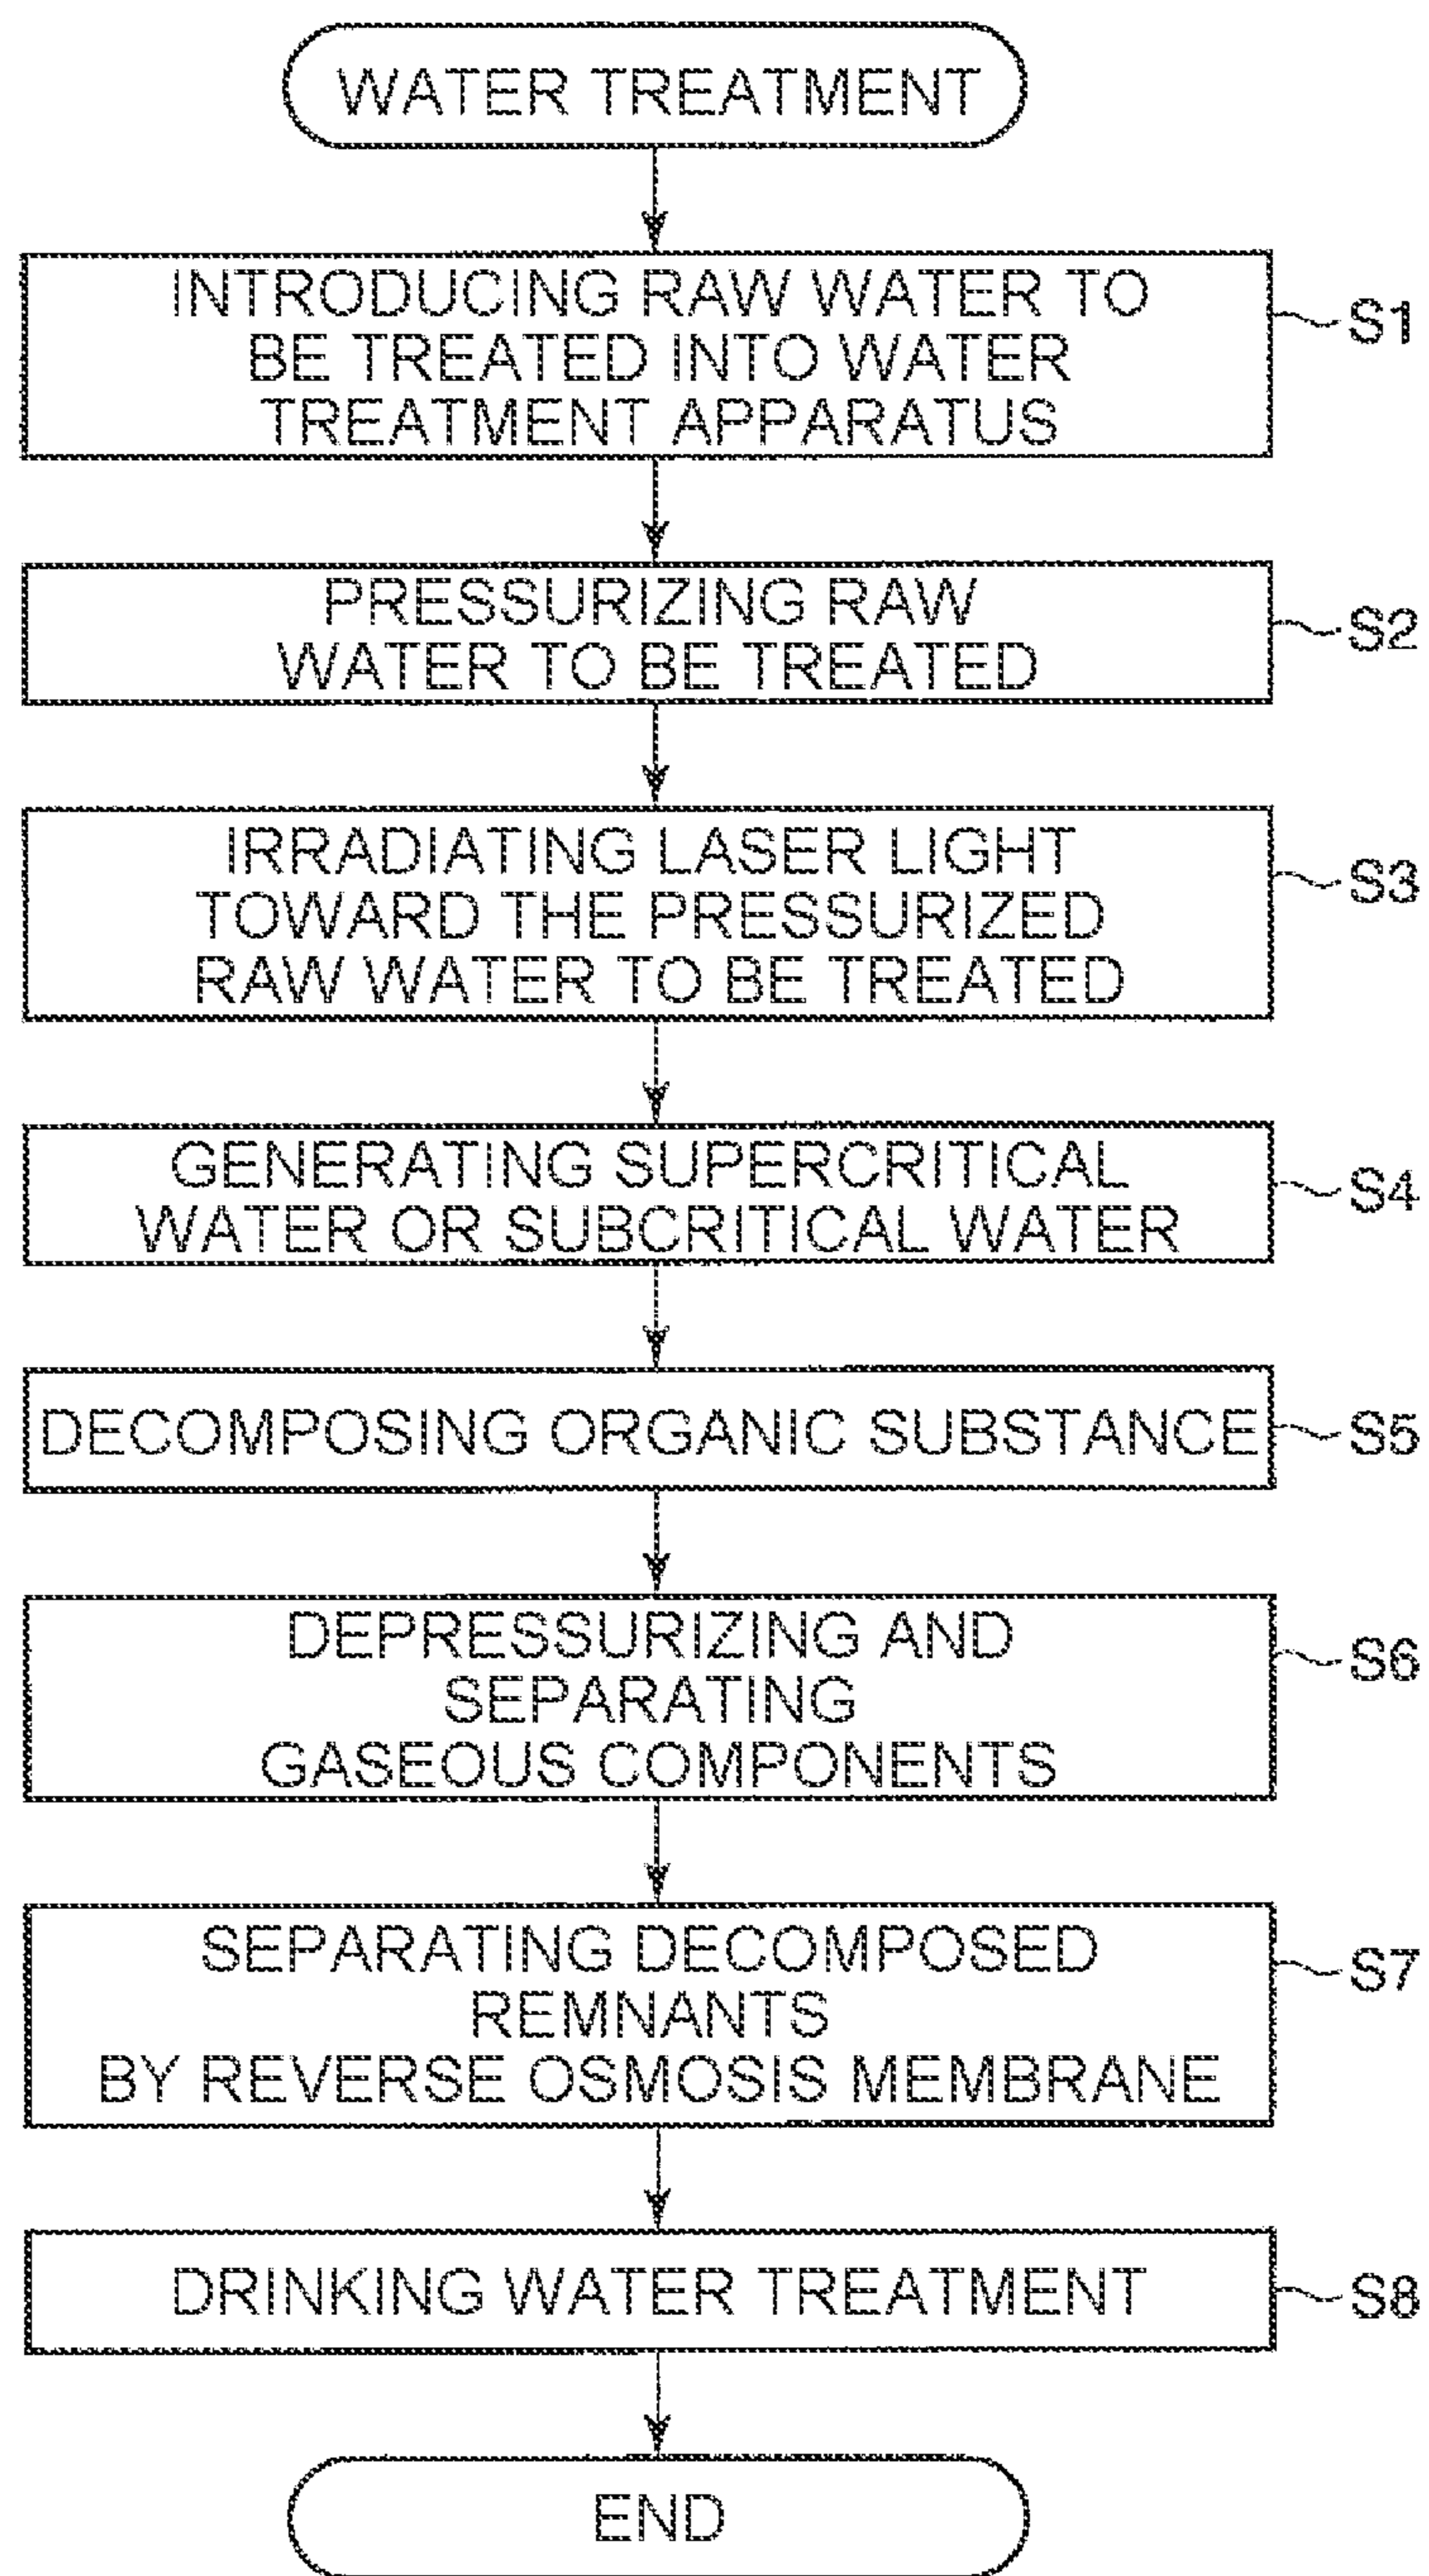 WATER TREATMENT
INTRODUCING RAW WATER TO
BE TREATED INTO WATER
TREATMENT APPARATUS
S1
PRESSURIZING RAW
WATER TO BE TREATED
S2
IRRADIATING LASER LIGHT
TOWARD THE PRESSURIZED
RAW WATER TO BE TREATED
S3
GENERATING SUPERCRITICAL
WATER OR SUBCRITICAL WATER
S4
DECOMPOSING ORGANIC SUBSTANCE
S5
DEPRESSURIZING AND
SEPARATING
GASEOUS COMPONENTS
S6
SEPARATING DECOMPOSED
REMNANTS
BY REVERSE OSMOSIS MEMBRANE
S7
DRINKING WATER TREATMENT
S8
END